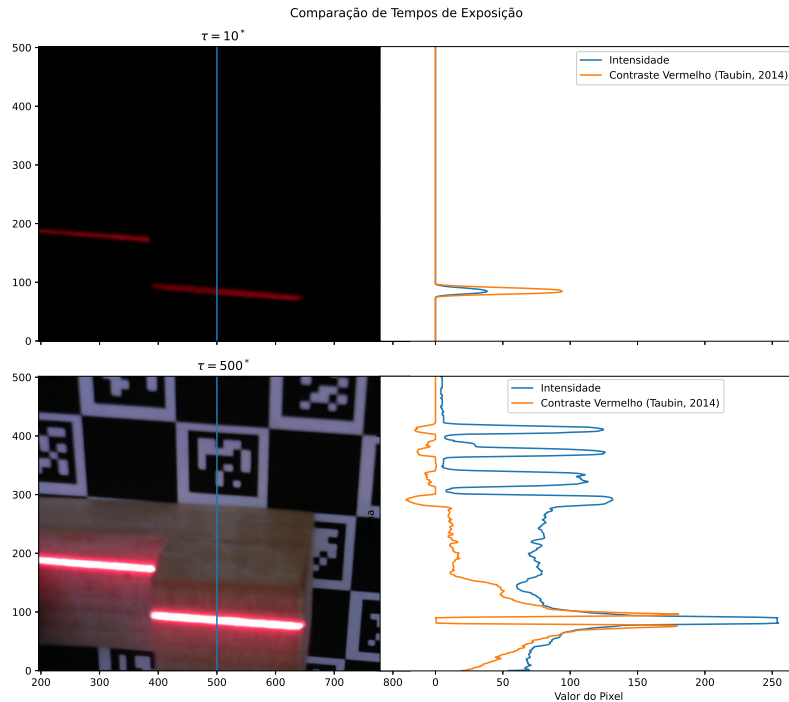 Comparação de Tempos de Exposição
τ = 10*
500
400
300
200
100
0
Intensidade
Contraste Vermelho (Taubin, 2014)
τ = 500*
500
400
300
200
100
0
200 300 400 500 600 700 800
Intensidade
Contraste Vermelho (Taubin, 2014)
0 50 100 150 200 250
Valor do Pixel